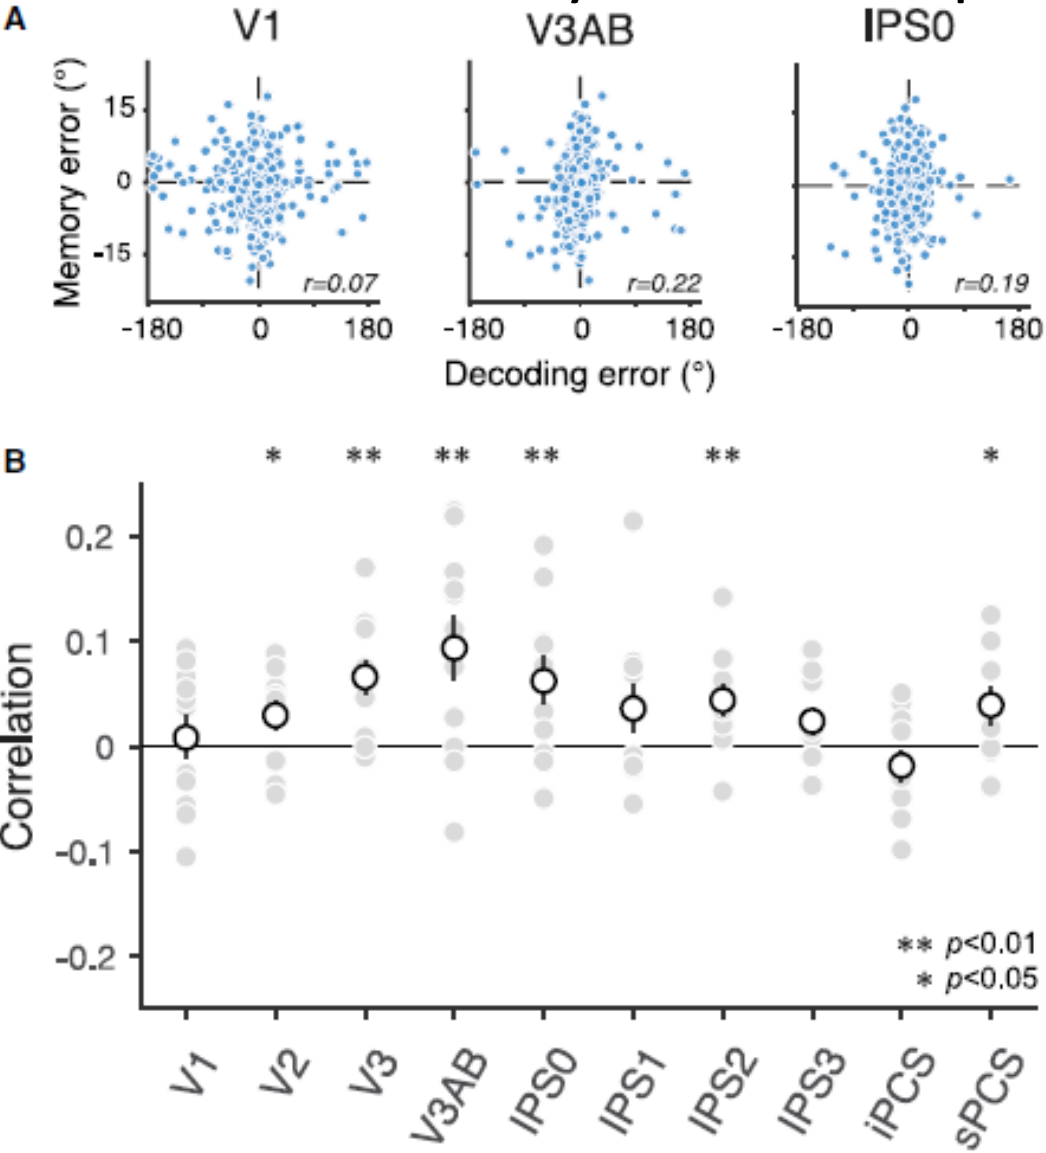 A
V1
V3AB
IPS0
Memory error (°)
15
0
-15
r=0.07
r=0.22
r=0.19
-180 0 180
-180 0 180
-180 0 180
Decoding error (°)
B
* ** ** ** ** *
Correlation
0.2
0.1
0
-0.1
-0.2
** p<0.01
* p<0.05
V1 V2 V3 V3AB IPS0 IPS1 IPS2 IPS3 iPCS sPCS